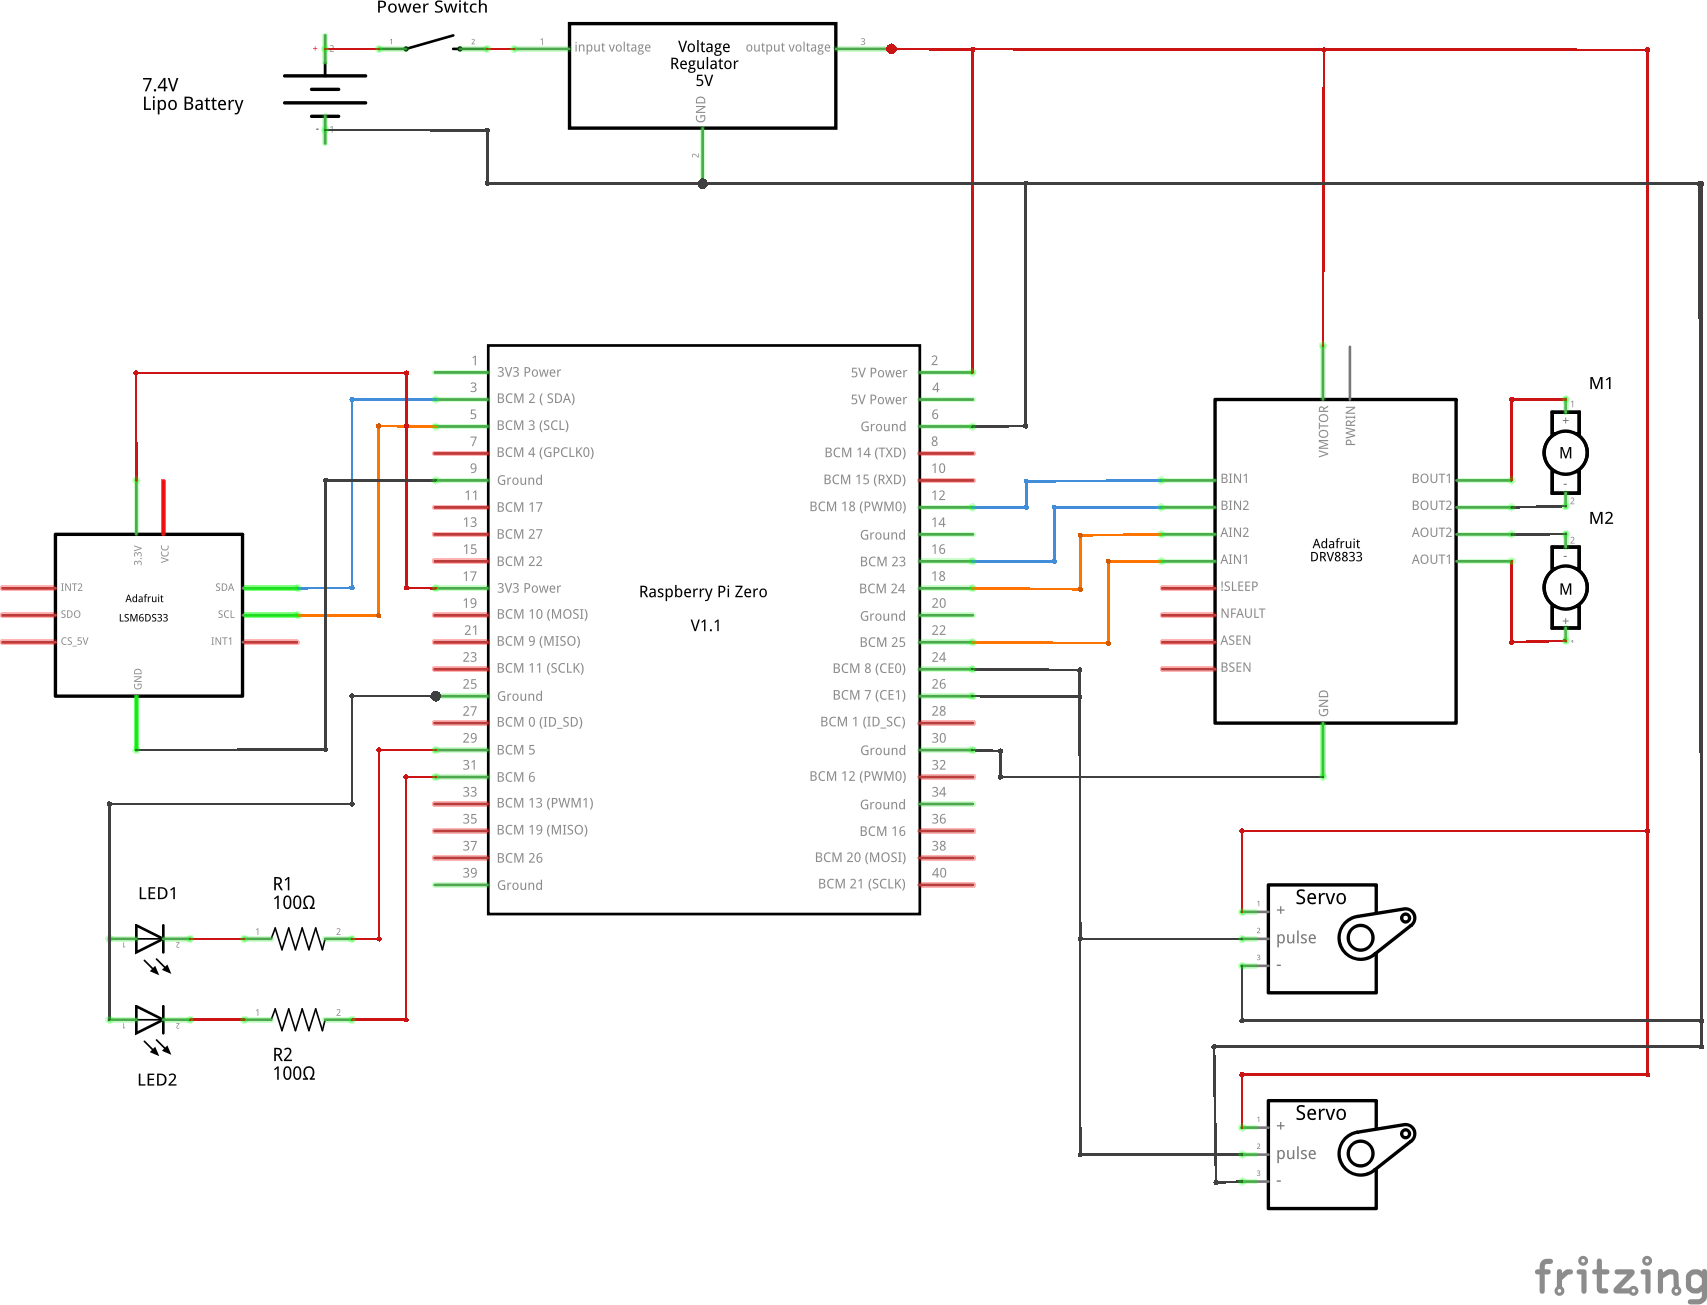 Power Switch
+
2
1
2
1
input voltage
Voltage
Regulator
5V
output voltage
3
GND
2
7.4V
Lipo Battery
-
1
Raspberry Pi Zero
V1.1
1
3V3 Power
3
BCM 2 ( SDA)
5
BCM 3 (SCL)
7
BCM 4 (GPCLK0)
9
Ground
11
BCM 17
13
BCM 27
15
BCM 22
17
3V3 Power
19
BCM 10 (MOSI)
21
BCM 9 (MISO)
23
BCM 11 (SCLK)
25
Ground
27
BCM 0 (ID_SD)
29
BCM 5
31
BCM 6
33
BCM 13 (PWM1)
35
BCM 19 (MISO)
37
BCM 26
39
Ground
2
5V Power
4
5V Power
6
Ground
8
BCM 14 (TXD)
10
BCM 15 (RXD)
12
BCM 18 (PWM0)
14
Ground
16
BCM 23
18
BCM 24
20
Ground
22
BCM 25
24
BCM 8 (CE0)
26
BCM 7 (CE1)
28
BCM 1 (ID_SC)
30
Ground
32
BCM 12 (PWM0)
34
Ground
36
BCM 16
38
BCM 20 (MOSI)
40
BCM 21 (SCLK)
3.3V
VCC
INT2
SDO
CS_5V
Adafruit
LSM6DS33
SDA
SCL
INT1
GND
VMOTOR
PWRIN
BIN1
BIN2
AIN2
AIN1
!SLEEP
NFAULT
ASEN
BSEN
Adafruit
DRV8833
BOUT1
BOUT2
AOUT2
AOUT1
GND
M1
1
+
M
-
2
M2
2
-
M
+
1
LED1
1
2
R1
100Ω
1
2
LED2
1
2
R2
100Ω
1
2
Servo
1
+
2
pulse
3
-
Servo
1
+
2
pulse
3
-
fritzing